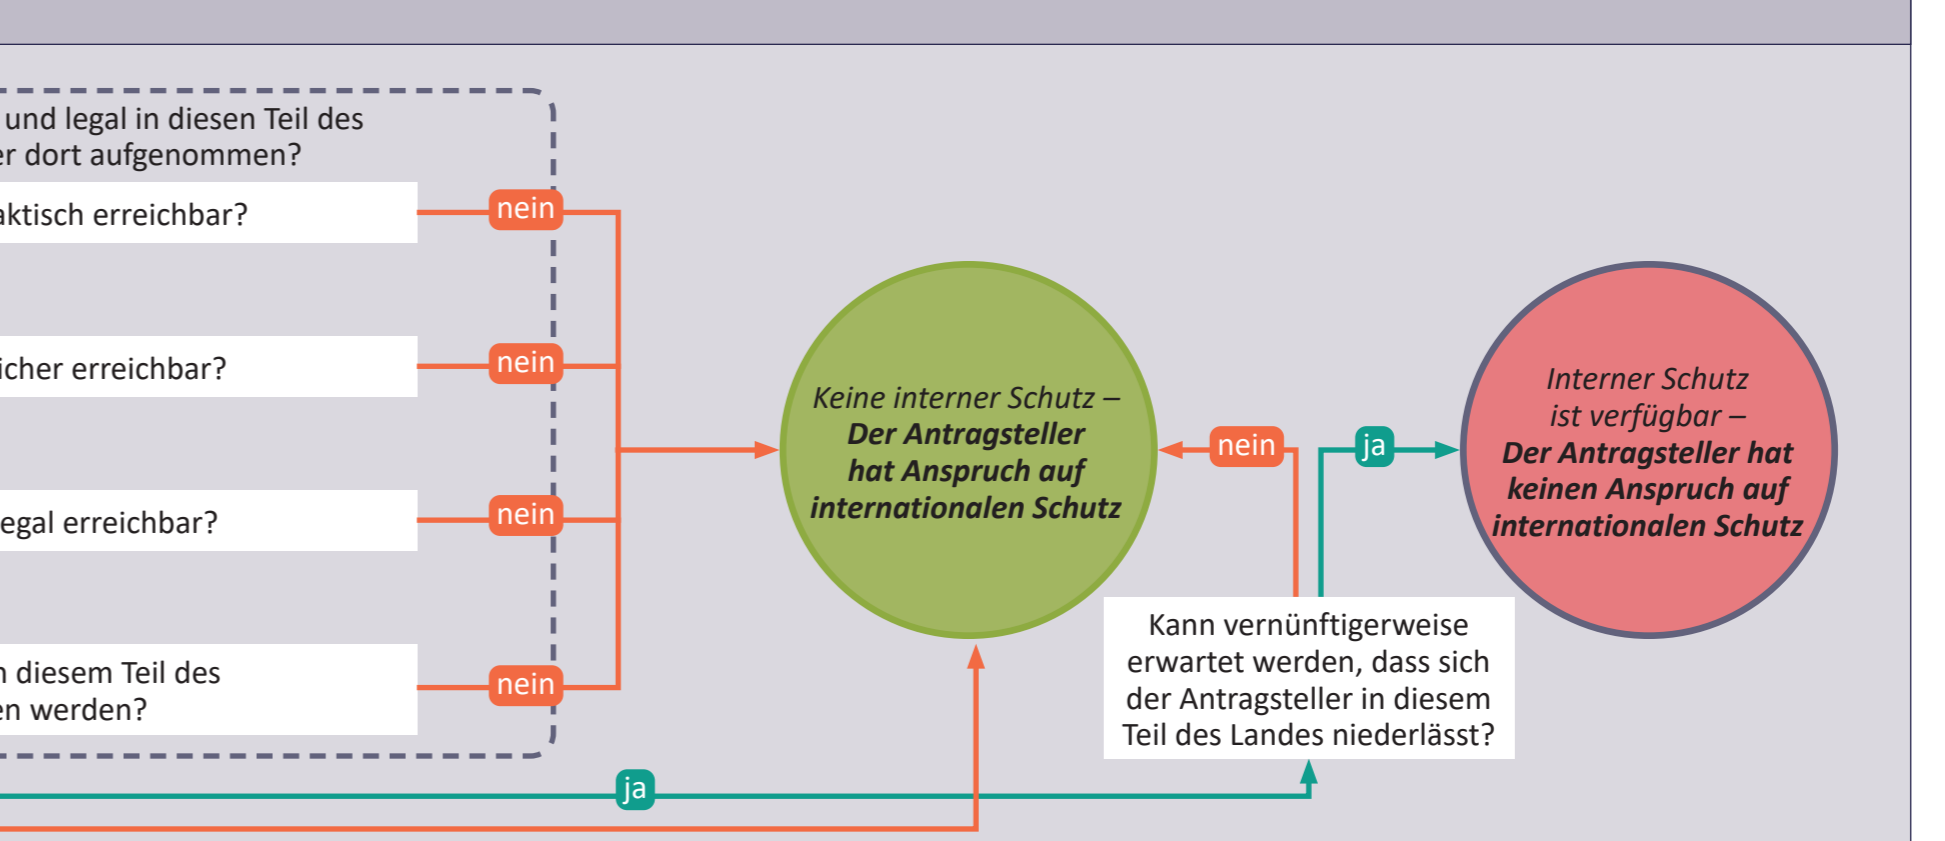 und legal in diesen Teil des
er dort aufgenommen?
aktisch erreichbar?
nein
icher erreichbar?
nein
egal erreichbar?
nein
n diesem Teil des
en werden?
nein
Keine interner Schutz –
Der Antragsteller
hat Anspruch auf
internationalen Schutz
nein
ja
Interner Schutz
ist verfügbar –
Der Antragsteller hat
keinen Anspruch auf
internationalen Schutz
Kann vernünftigerweise
erwartet werden, dass sich
der Antragsteller in diesem
Teil des Landes niederlässt?
ja